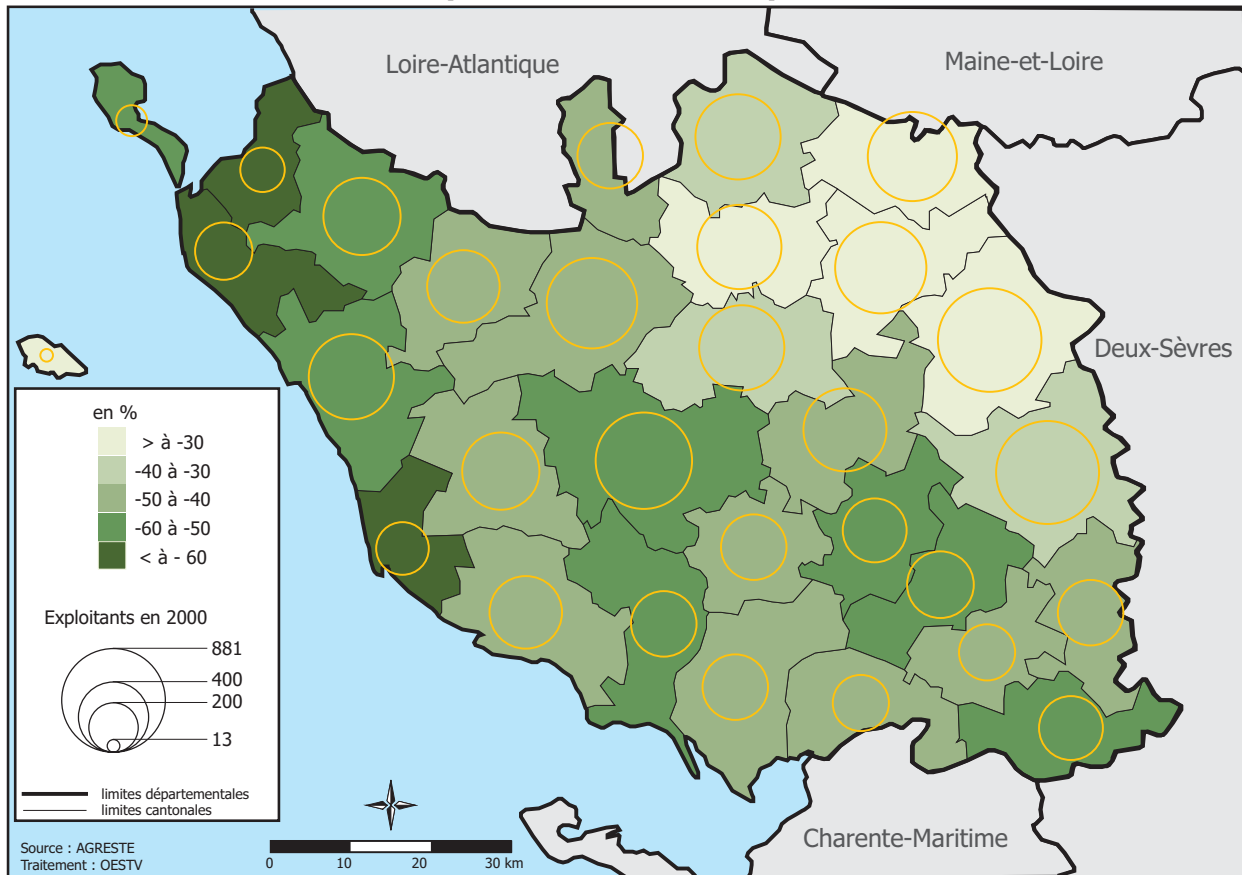 Loire-Atlantique
Maine-et-Loire
Deux-Sèvres
Charente-Maritime
en %
> à -30
-40 à -30
-50 à -40
-60 à -50
< à - 60
Exploitants en 2000
881
400
200
13
limites départementales
limites cantonales
Source : AGRESTE
Traitement : OESTV
0 10 20 30 km